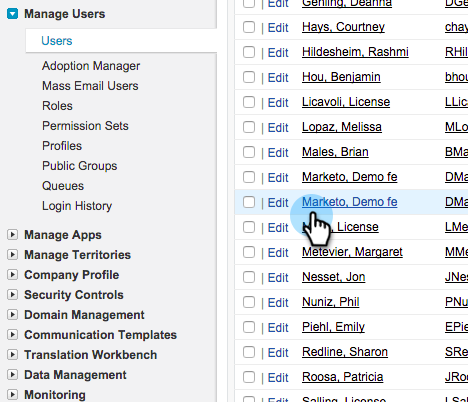 Manage Users
Users
Adoption Manager
Mass Email Users
Roles
Permission Sets
Profiles
Public Groups
Queues
Login History
Manage Apps
Manage Territories
Company Profile
Security Controls
Domain Management
Communication Templates
Translation Workbench
Data Management
Monitoring
| Edit Gehling, Deanna
| Edit Hays, Courtney chay
| Edit Hildesheim, Rashmi RHil
| Edit Hou, Benjamin bhou
| Edit Licavoli, License LLic
| Edit Lopaz, Melissa MLo
| Edit Males, Brian BMa
| Edit Marketo, Demo fe DMa
| Edit Marketo, Demo fe DMa
| Edit License LMe
| Edit Metevier, Margaret MMe
| Edit Nesset, Jon JNes
| Edit Nuniz, Phil PNu
| Edit Piehl, Emily EPie
| Edit Redline, Sharon SRe
| Edit Roosa, Patricia JRoo
| Edit Salling, License LSal